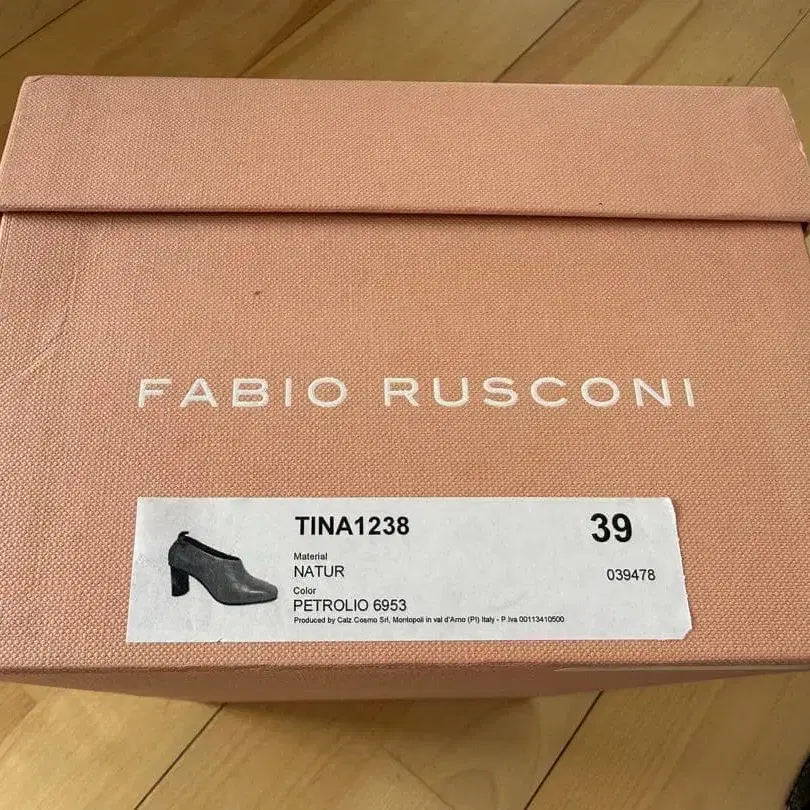 FABIO RUSCONI
TINA1238
39
Material
NATUR
039478
Color
PETROLIO 6953
Produced by Calz.Cosmo Srl, Montopoli in val d'Arno (PI) Italy - P.Iva 00113410500